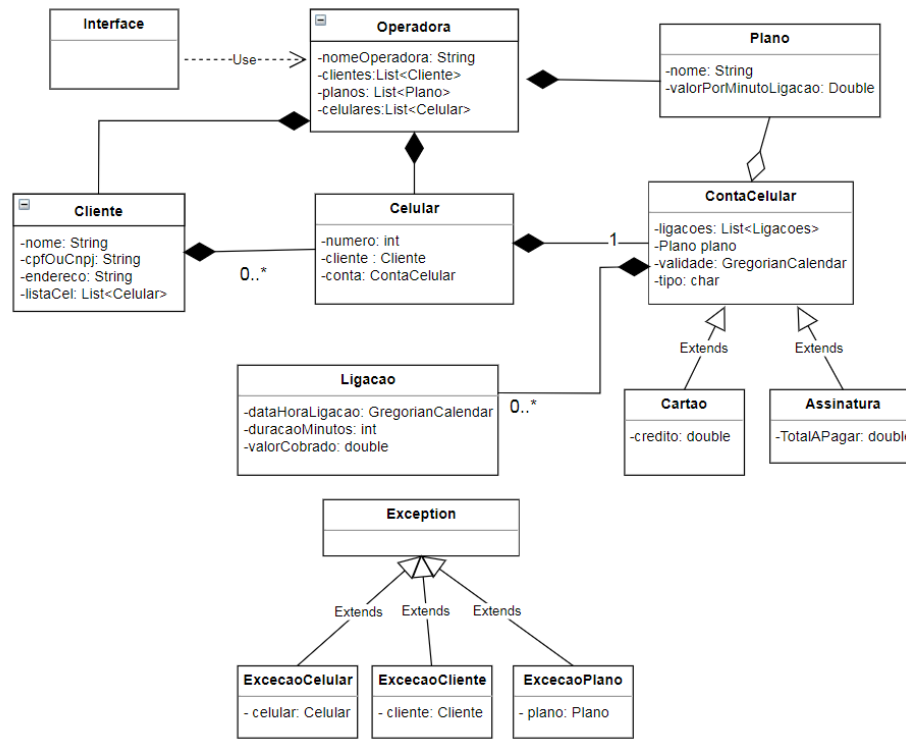 Interface
Operadora
-nomeOperadora: String
-clientes:List<Cliente>
-planos: List<Plano>
-celulares:List<Celular>
Use
Plano
-nome: String
-valorPorMinutoLigacao: Double
Cliente
-nome: String
-cpfOuCnpj: String
-endereco: String
-listaCel: List<Celular>
0..*
Celular
-numero: int
-cliente : Cliente
-conta: ContaCelular
1
ContaCelular
-ligacoes: List<Ligacoes>
-Plano plano
-validade: GregorianCalendar
-tipo: char
Extends
Extends
Ligacao
-dataHoraLigacao: GregorianCalendar
-duracaoMinutos: int
-valorCobrado: double
0..*
Cartao
-credito: double
Assinatura
-TotalAPagar: double
Exception
Extends
Extends
Extends
ExcecaoCelular
- celular: Celular
ExcecaoCliente
- cliente: Cliente
ExcecaoPlano
- plano: Plano